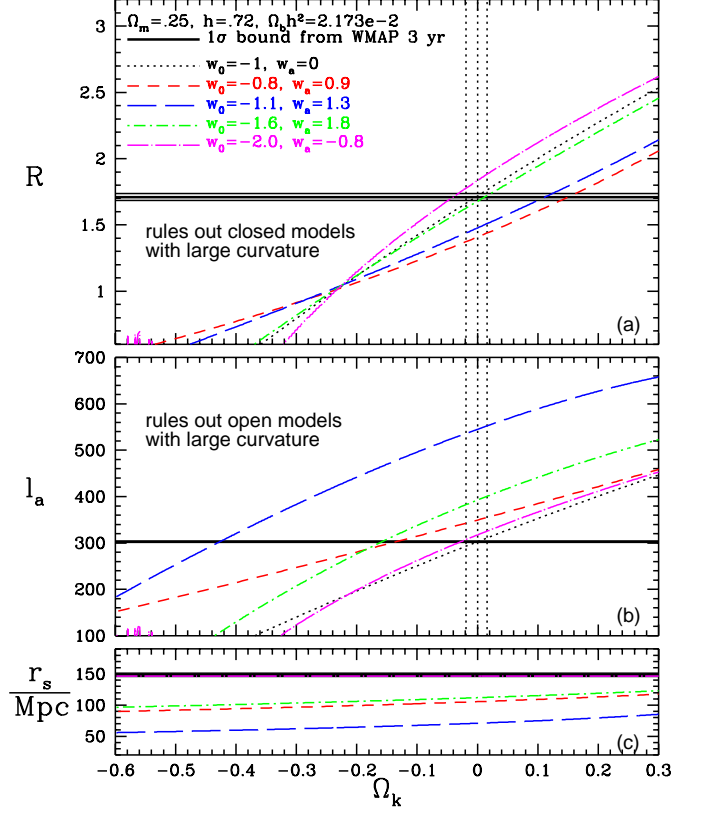 Ωₘ=.25, h=.72, Ω_b h²=2.173e−2
1σ bound from WMAP 3 yr
w₀=−1, wₐ=0
w₀=−0.8, wₐ=0.9
w₀=−1.1, wₐ=1.3
w₀=−1.6, wₐ=1.8
w₀=−2.0, wₐ=−0.8
3
2.5
2
1.5
1
R
rules out closed models
with large curvature
(a)
700
600
500
400
300
200
100
lₐ
rules out open models
with large curvature
(b)
150
100
50
rₛ
Mpc
(c)
−0.6 −0.5 −0.4 −0.3 −0.2 −0.1 0 0.1 0.2 0.3
Ωₖ